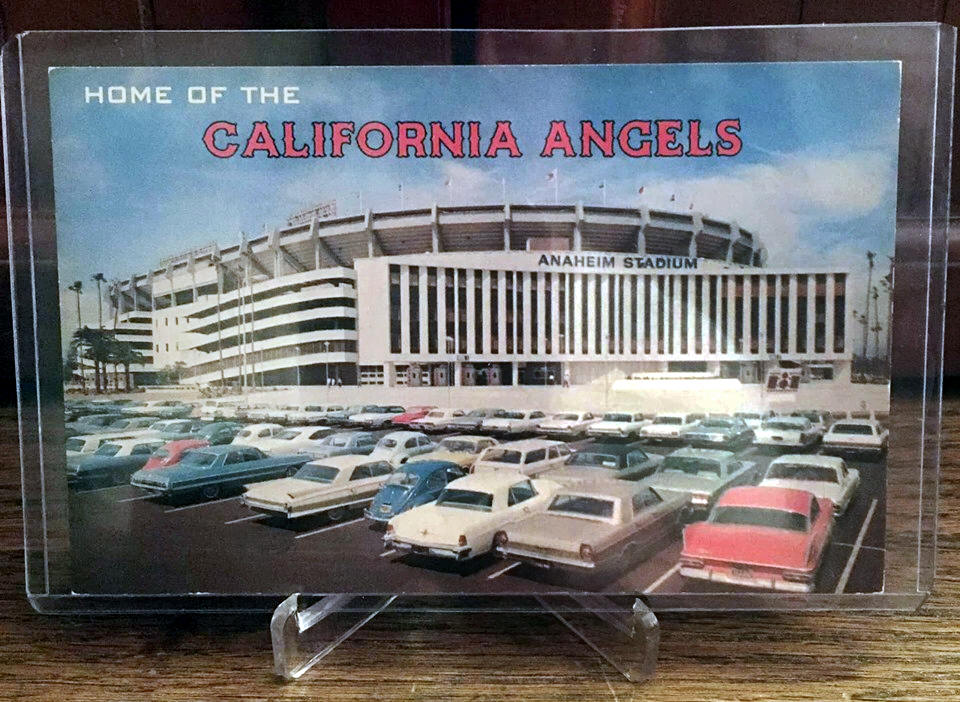 HOME OF THE
CALIFORNIA ANGELS
ANAHEIM STADIUM